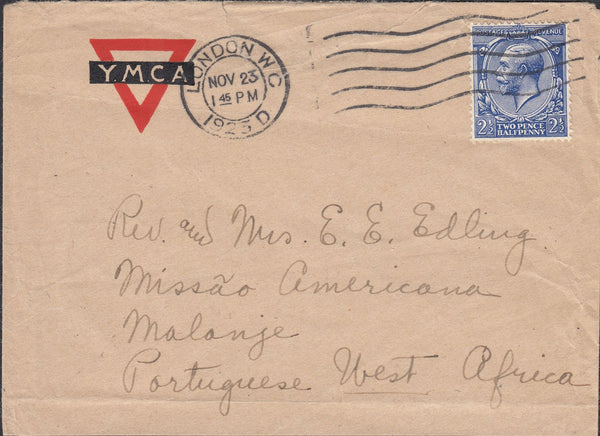 YMCA
LONDON. W.C
NOV 23
1 45 PM
1923 D
POSTAGE & REVENUE
2½ TWO PENCE 2½
HALFPENNY
Rev. and Mrs. E. E. Edling
Missão Americana
Malanje
Portuguese West Africa